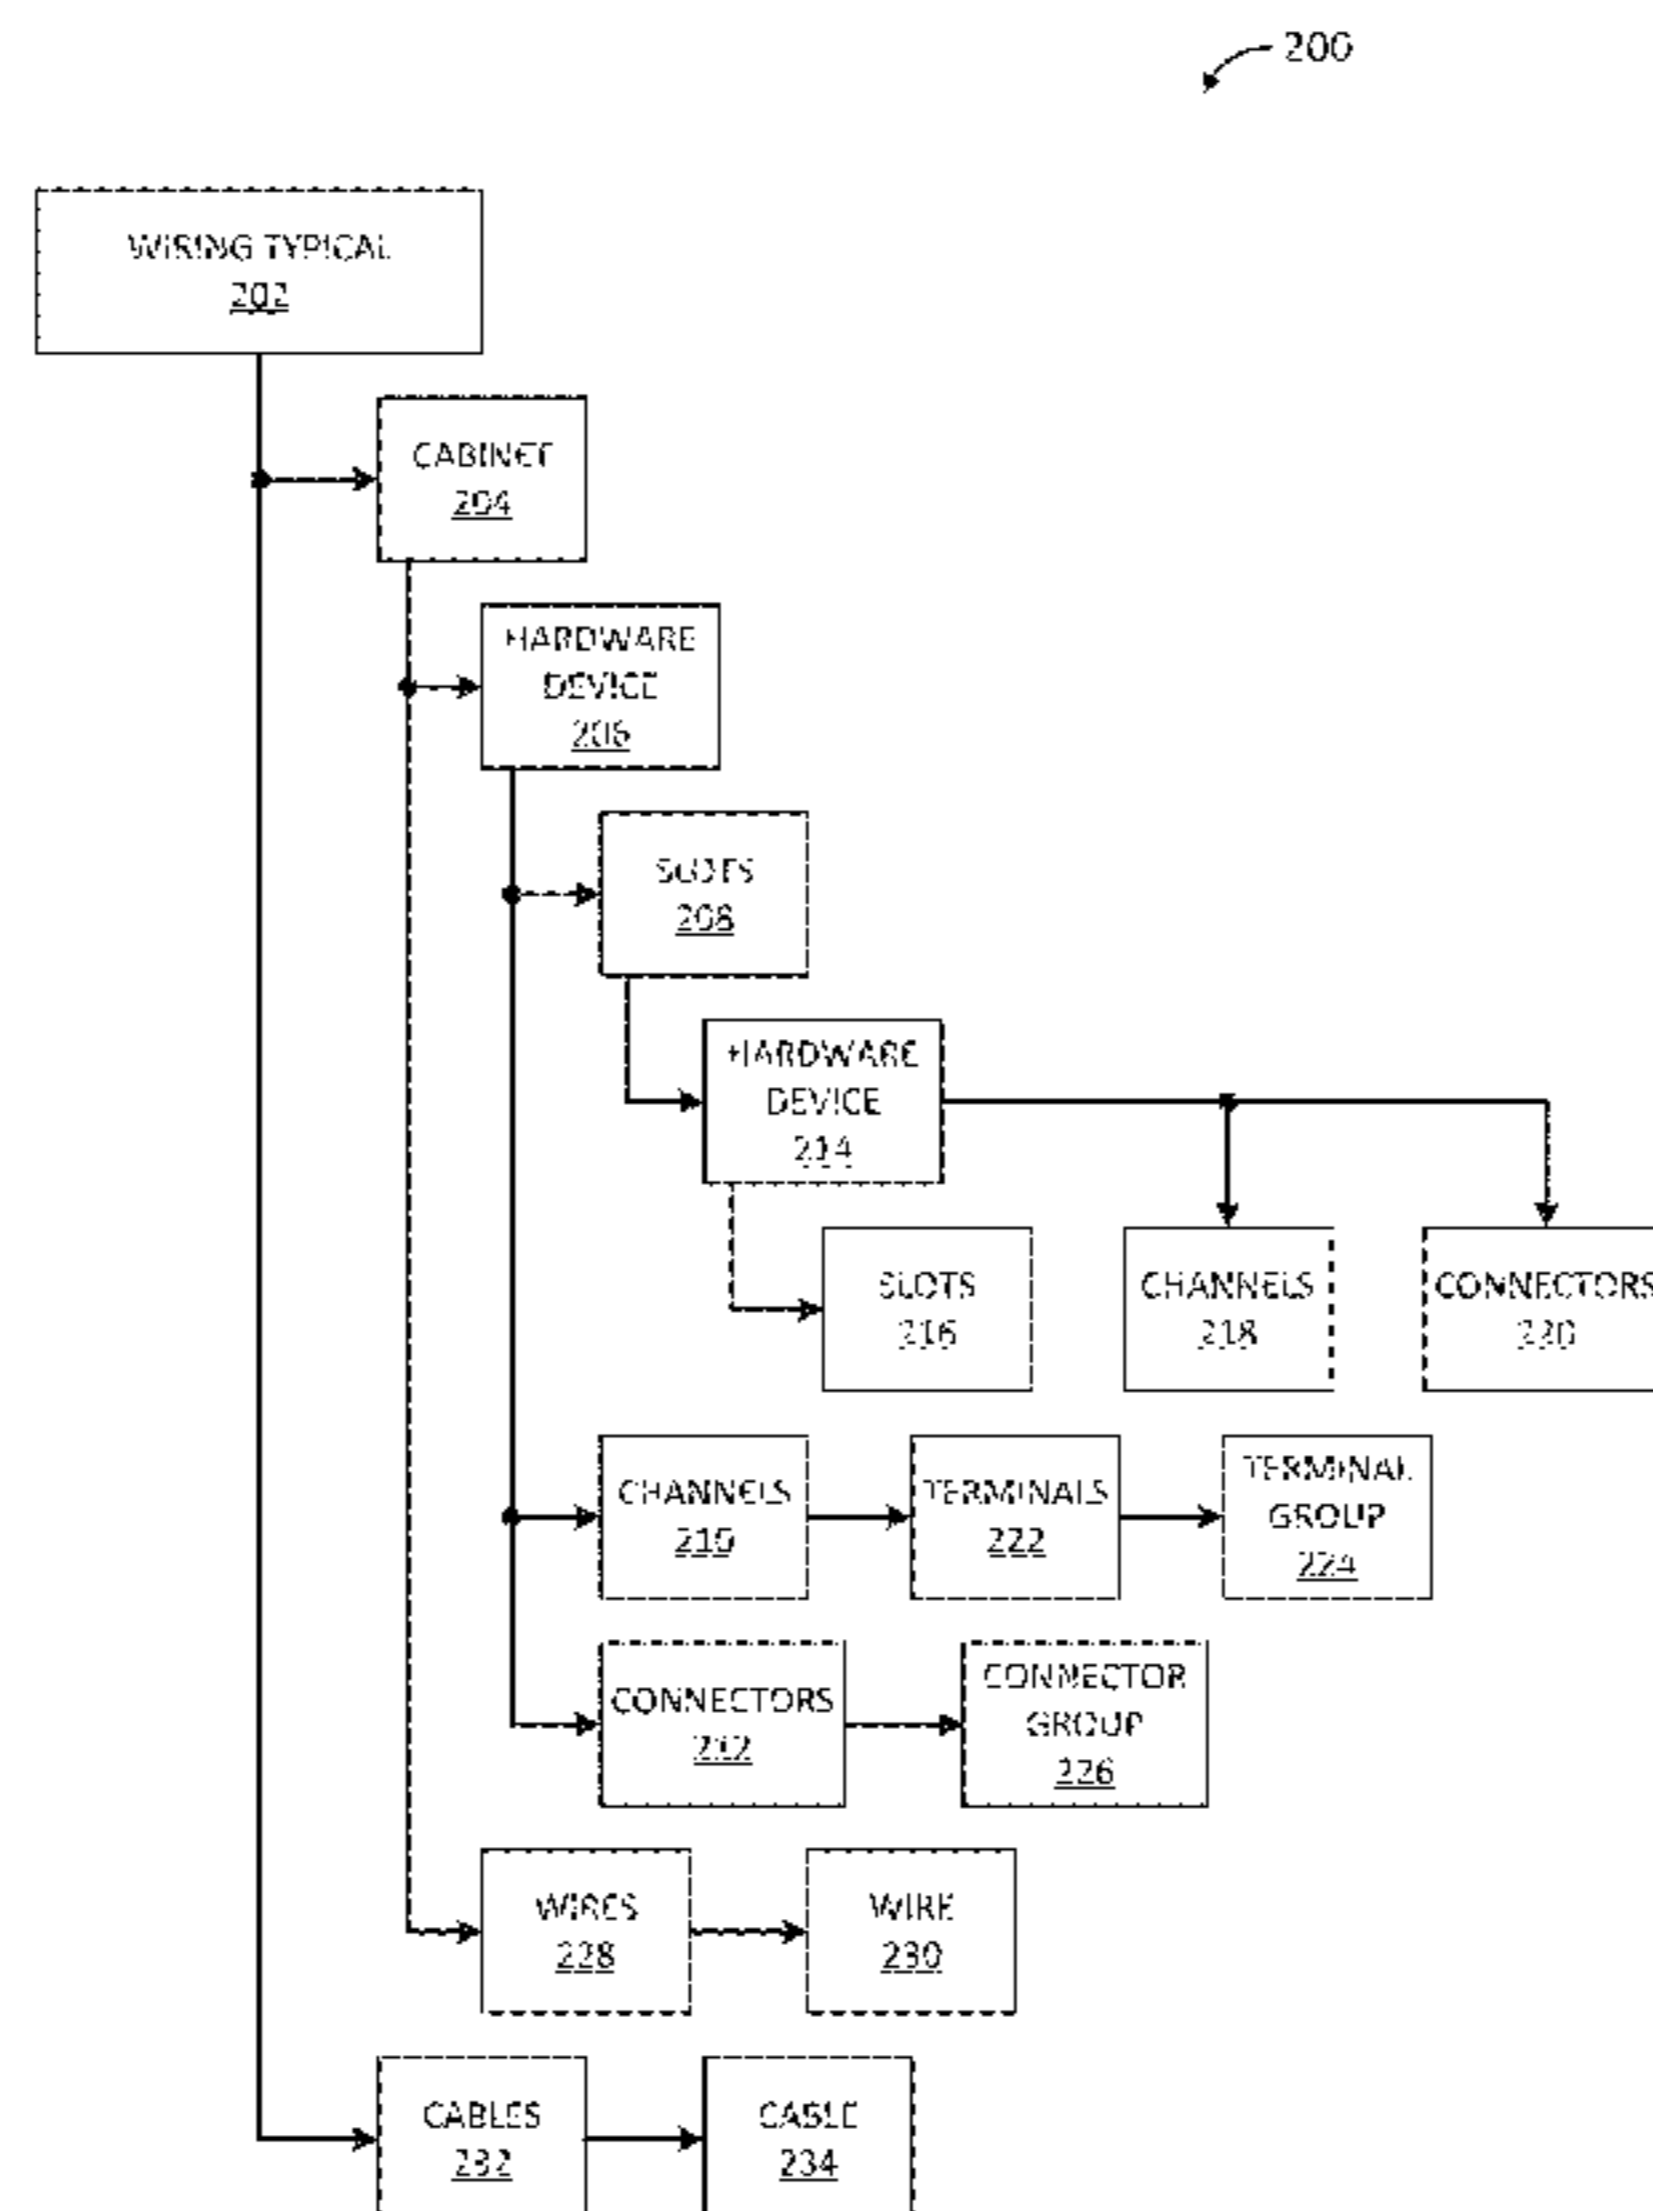 200
WIRING TYPICAL
202
CABINET
204
HARDWARE
DEVICE
206
SLOTS
208
HARDWARE
DEVICE
214
SLOTS
216
CHANNELS
218
CONNECTORS
220
CHANNELS
210
TERMINALS
222
TERMINAL
GROUP
224
CONNECTORS
212
CONNECTOR
GROUP
226
WIRES
228
WIRE
230
CABLES
232
CABLE
234